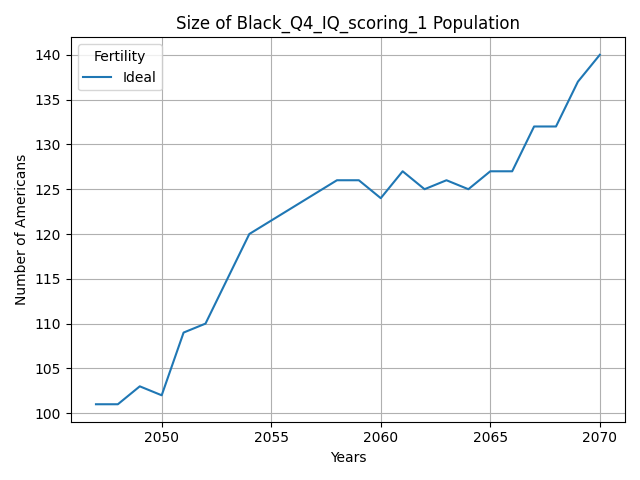 Size of Black_Q4_IQ_scoring_1 Population
Fertility
Ideal
Number of Americans
140
135
130
125
120
115
110
105
100
2050
2055
2060
2065
2070
Years